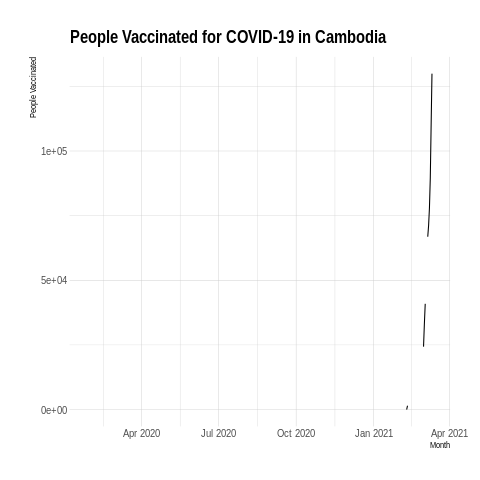 People Vaccinated for COVID-19 in Cambodia
People Vaccinated
1e+05
5e+04
0e+00
Apr 2020 Jul 2020 Oct 2020 Jan 2021 Apr 2021
Month